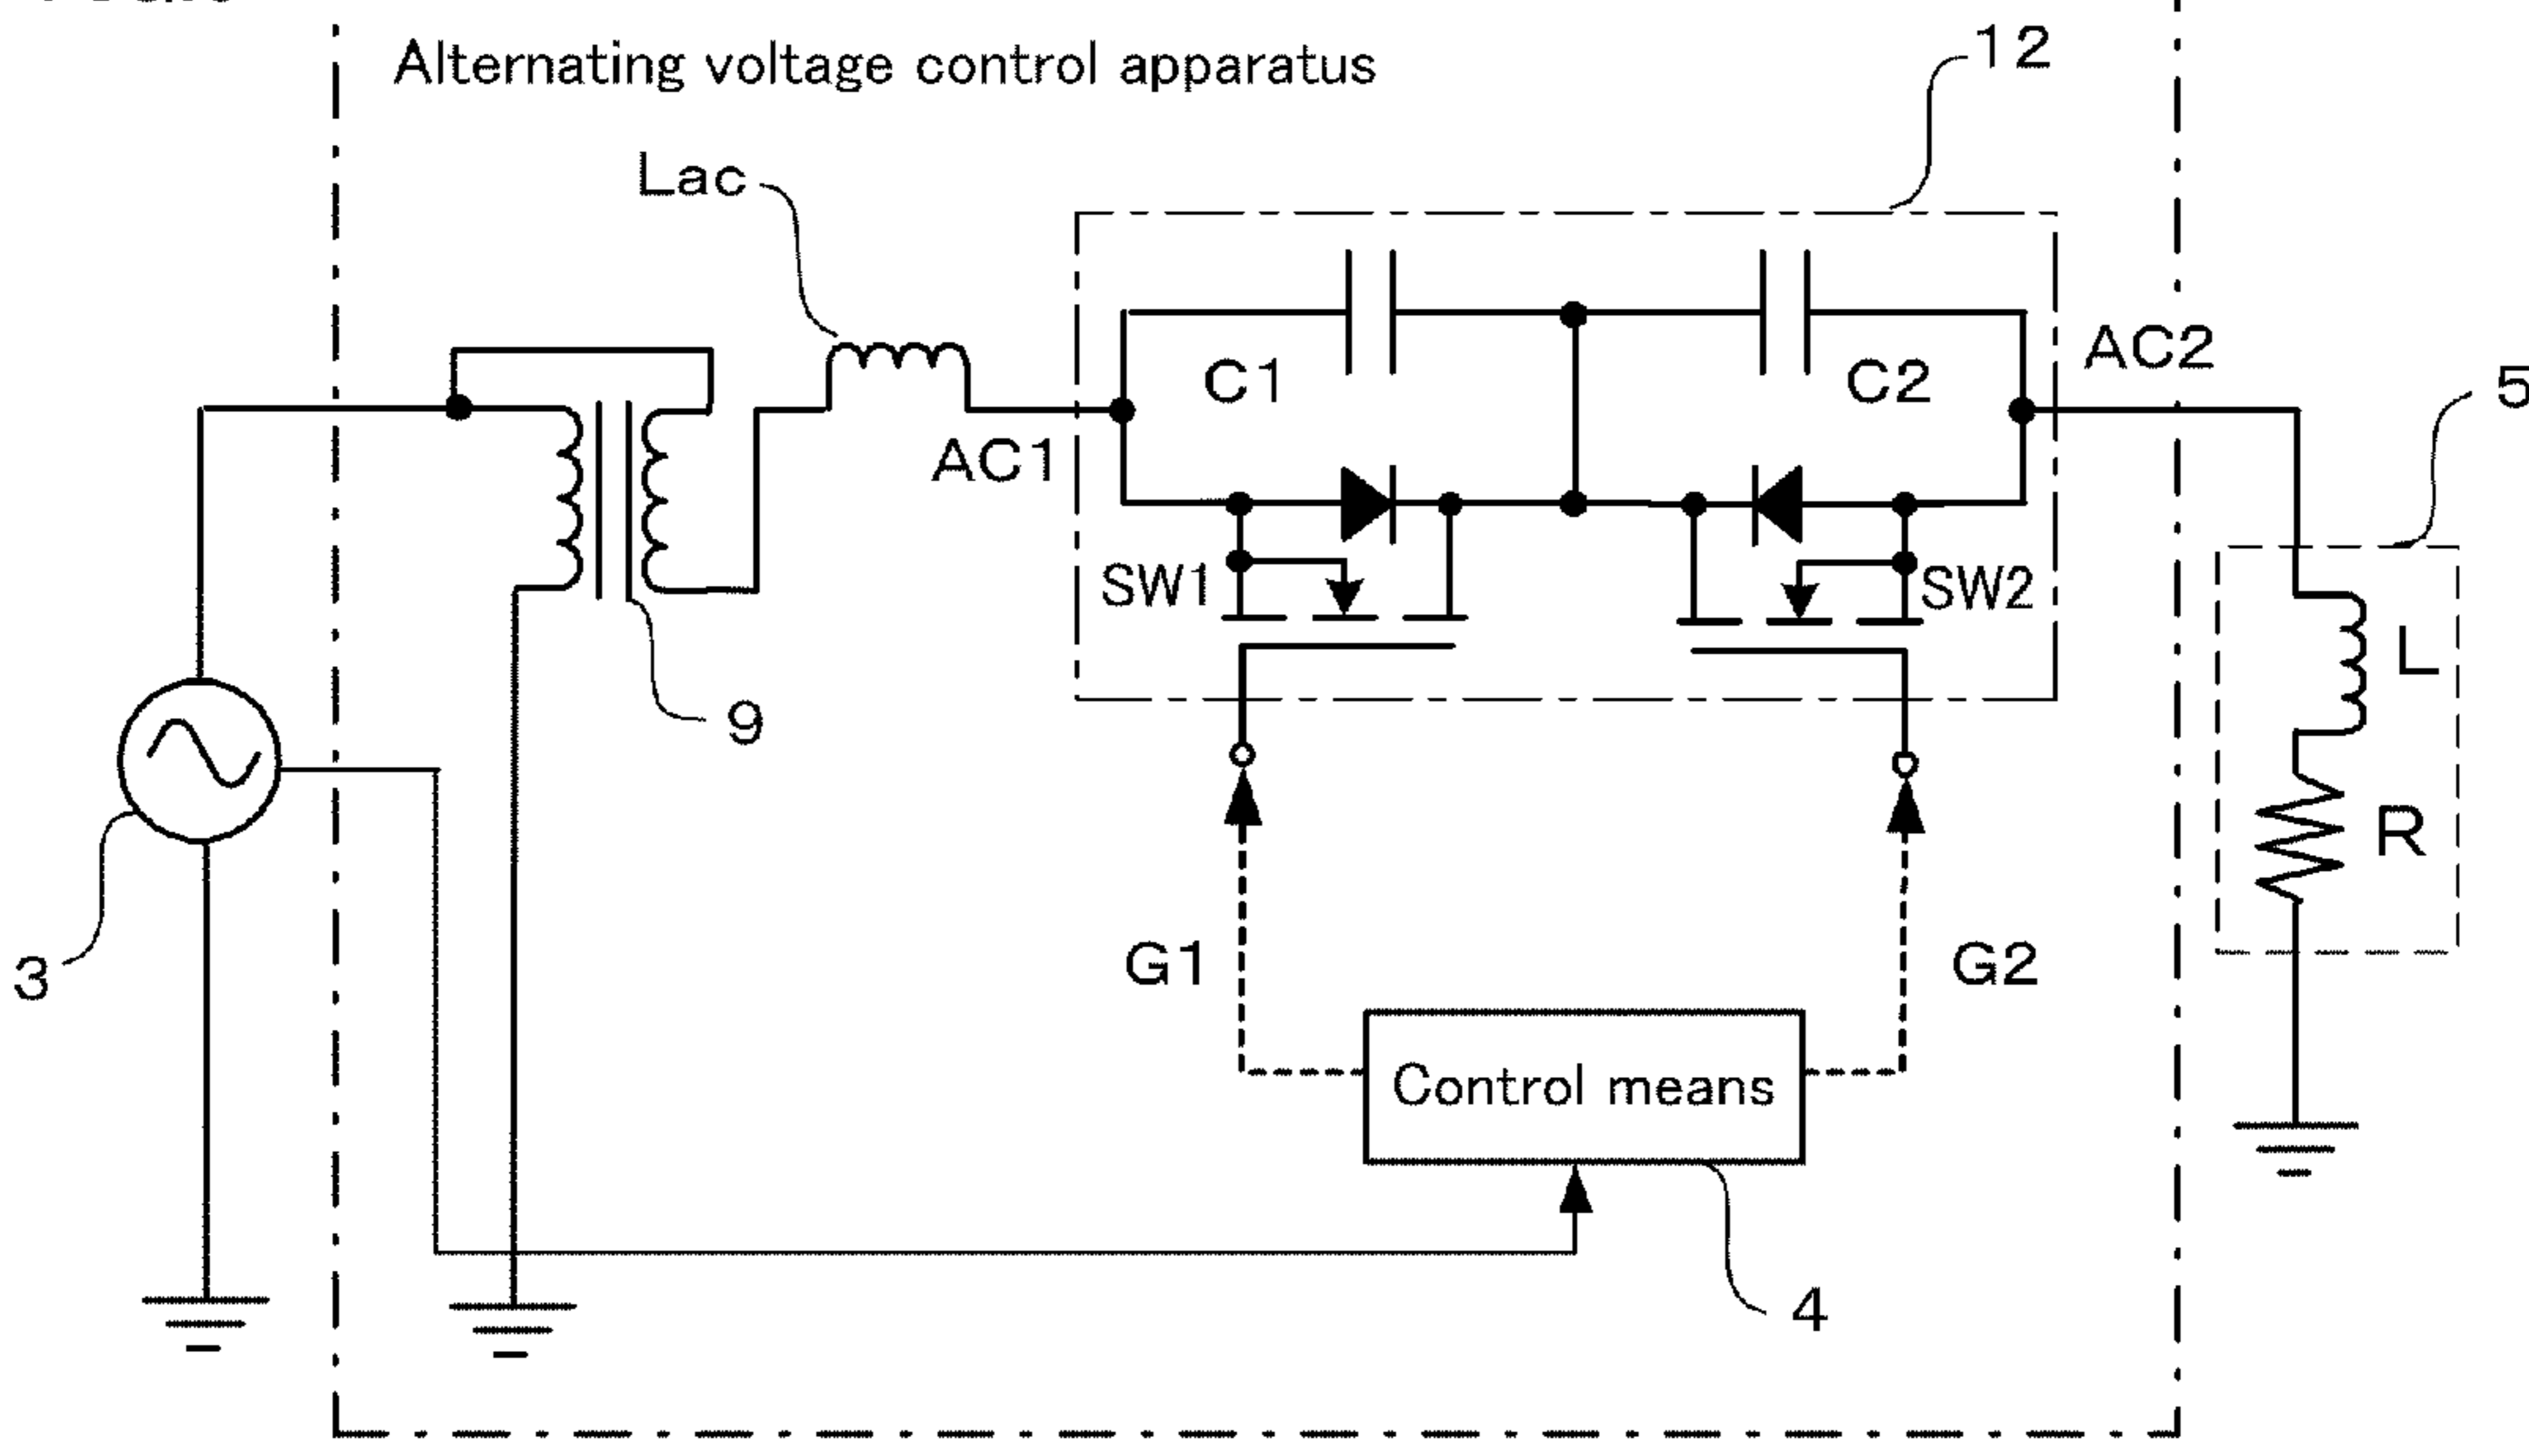 Alternating voltage control apparatus
12
Lac
C1
C2
AC2
5
AC1
SW1
SW2
L
9
R
3
G1
G2
Control means
4